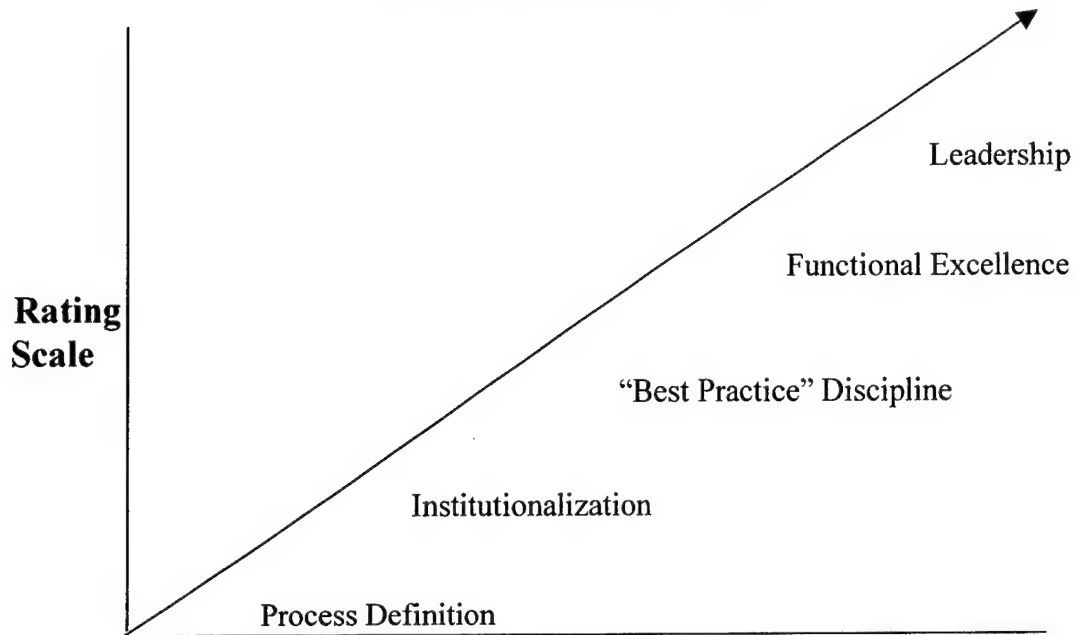 Leadership
Functional Excellence
Rating
Scale
“Best Practice” Discipline
Institutionalization
Process Definition